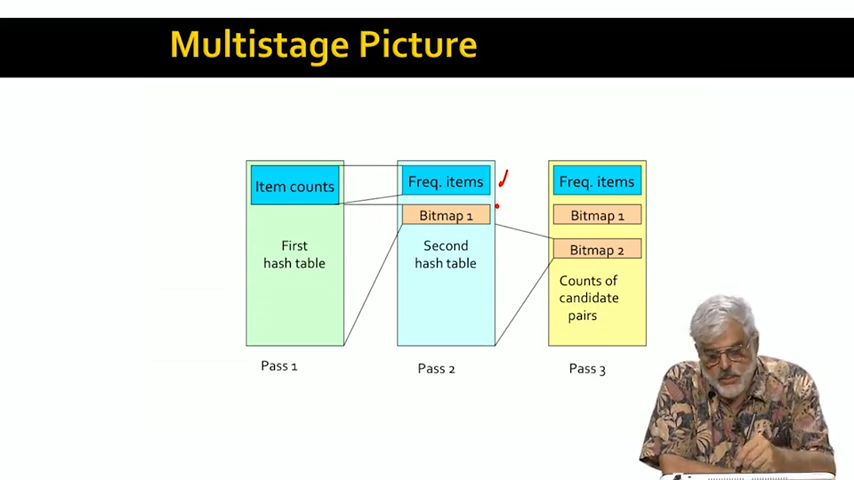 Multistage Picture
Item counts
First
hash table
Pass 1
Freq. items
Bitmap 1
Second
hash table
Pass 2
Freq. items
Bitmap 1
Bitmap 2
Counts of
candidate
pairs
Pass 3